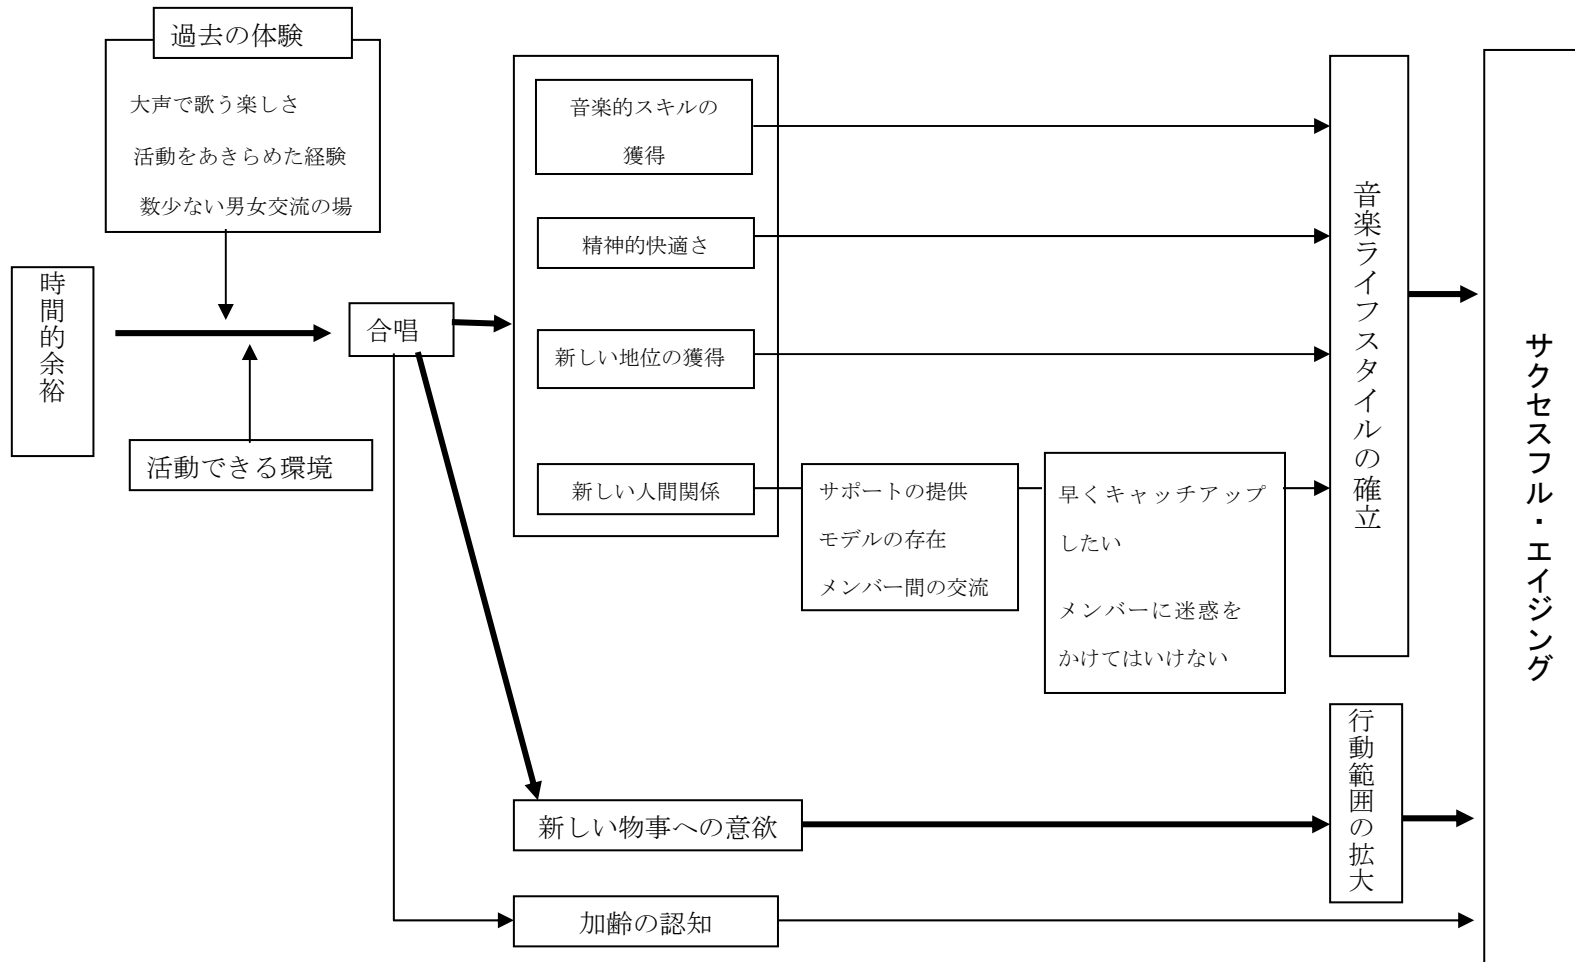 過去の体験
大声で歌う楽しさ
活動をあきらめた経験
数少ない男女交流の場
時間的余裕
活動できる環境
合唱
音楽的スキルの
獲得
精神的快適さ
新しい地位の獲得
新しい人間関係
サポートの提供
モデルの存在
メンバー間の交流
早くキャッチアップ
したい
メンバーに迷惑を
かけてはいけない
新しい物事への意欲
加齢の認知
音楽ライフスタイルの確立
行動範囲の拡大
サクセスフル・エイジング